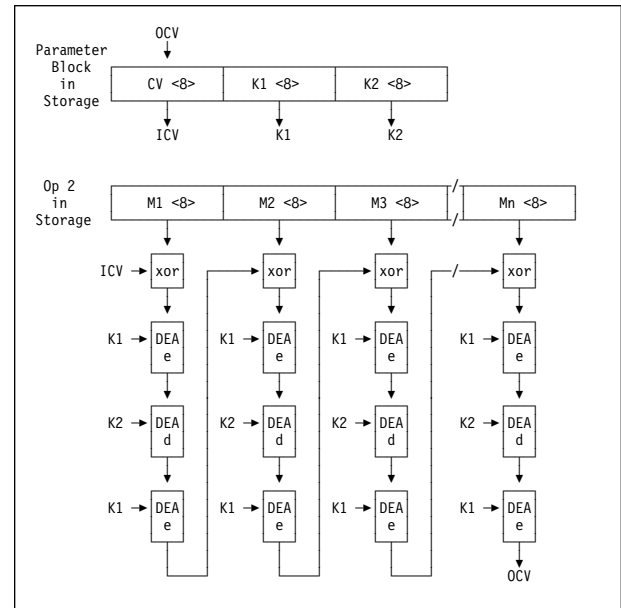 OCV
Parameter
Block
in
Storage
CV <8> K1 <8> K2 <8>
ICV K1 K2
Op 2
in
Storage
M1 <8> M2 <8> M3 <8> / / Mn <8>
ICV xor xor xor / xor
K1 DEA e K1 DEA e K1 DEA e K1 DEA e
K2 DEA d K2 DEA d K2 DEA d K2 DEA d
K1 DEA e K1 DEA e K1 DEA e K1 DEA e
OCV